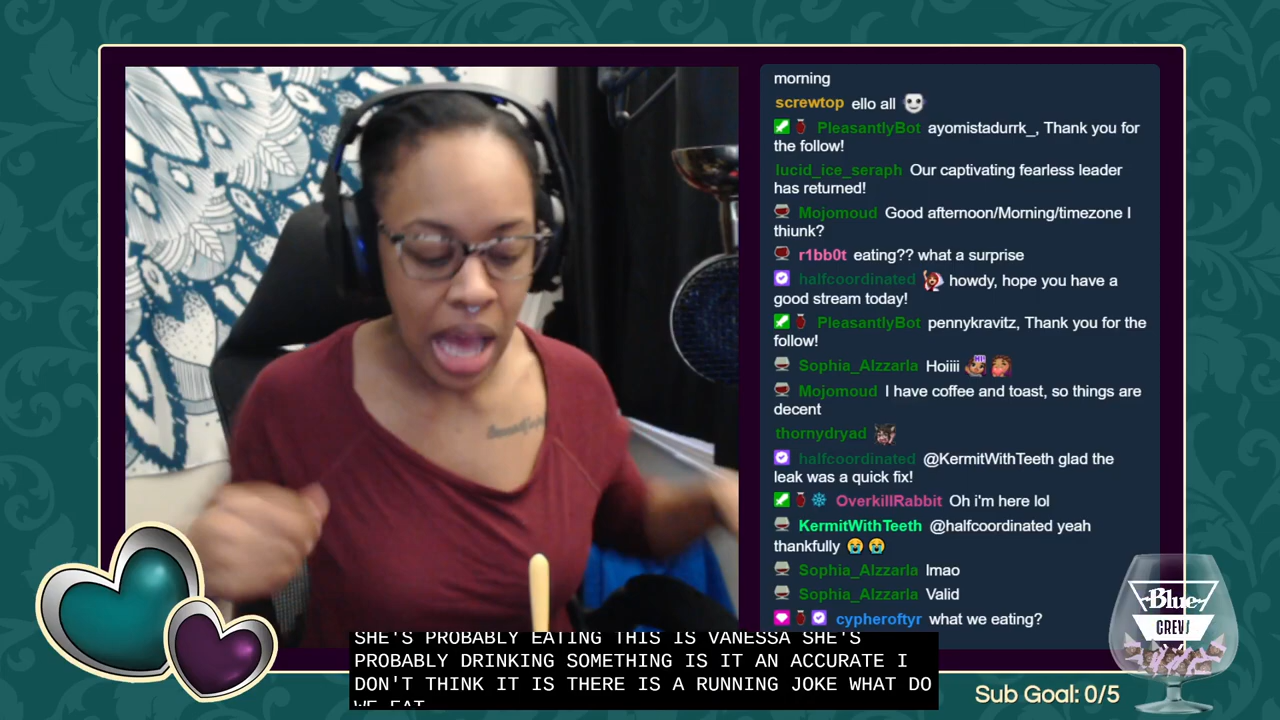 morning
screwtop ello all
PleasantlyBot ayomistadurrk_, Thank you for
the follow!
lucid_ice_seraph Our captivating fearless leader
has returned!
Mojomoud Good afternoon/Morning/timezone I
thiunk?
r1bb0t eating?? what a surprise
halfcoordinated howdy, hope you have a
good stream today!
PleasantlyBot pennykravitz, Thank you for the
follow!
Sophia_Alzzarla Hoiiii
Mojomoud I have coffee and toast, so things are
decent
thornydryad
halfcoordinated @KermitWithTeeth glad the
leak was a quick fix!
OverkillRabbit Oh i'm here lol
KermitWithTeeth @halfcoordinated yeah
thankfully
Sophia_Alzzarla lmao
Sophia_Alzzarla Valid
cypheroftyr what we eating?
SHE'S PROBABLY EATING THIS IS VANESSA SHE'S
PROBABLY DRINKING SOMETHING IS IT AN ACCURATE I
DON'T THINK IT IS THERE IS A RUNNING JOKE WHAT DO
WE EAT
Blue
CREW
Sub Goal: 0/5